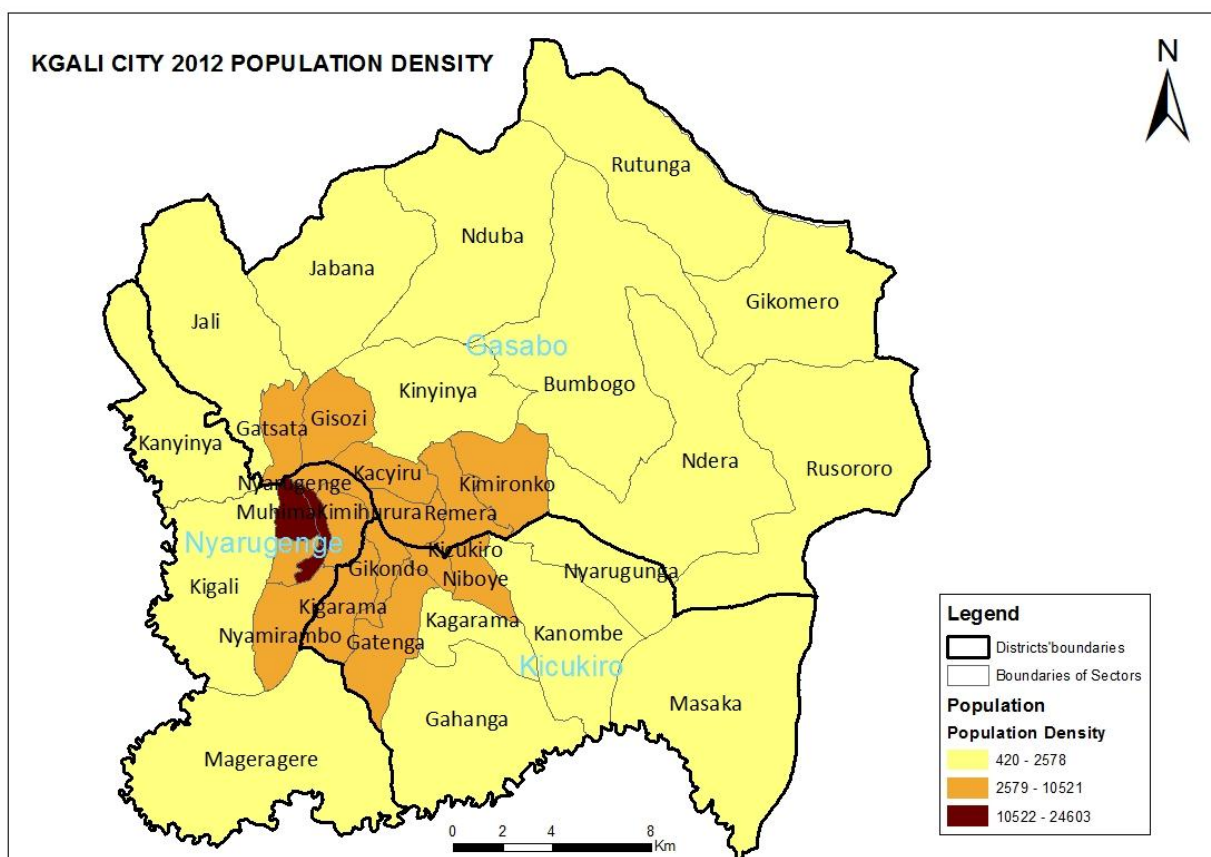 KGALI CITY 2012 POPULATION DENSITY
N
Rutunga
Nduba
Jabana
Gikomero
Jali
Gasabo
Kinyinya
Bumbogo
Gisozi
Gatsata
Kanyinya
Ndera
Rusororo
Kacyiru
Nyarugenge
Kimironko
Muhima
Kimihurura
Remera
Nyarugenge
Kicukiro
Gikondo
Niboye
Nyarugunga
Kigali
Kigarama
Kagarama
Kanombe
Nyamirambo
Gatenga
Kicukiro
Masaka
Gahanga
Mageragere
Legend
Districts'boundaries
Boundaries of Sectors
Population
Population Density
420 - 2578
2579 - 10521
10522 - 24603
0 2 4 8
Km